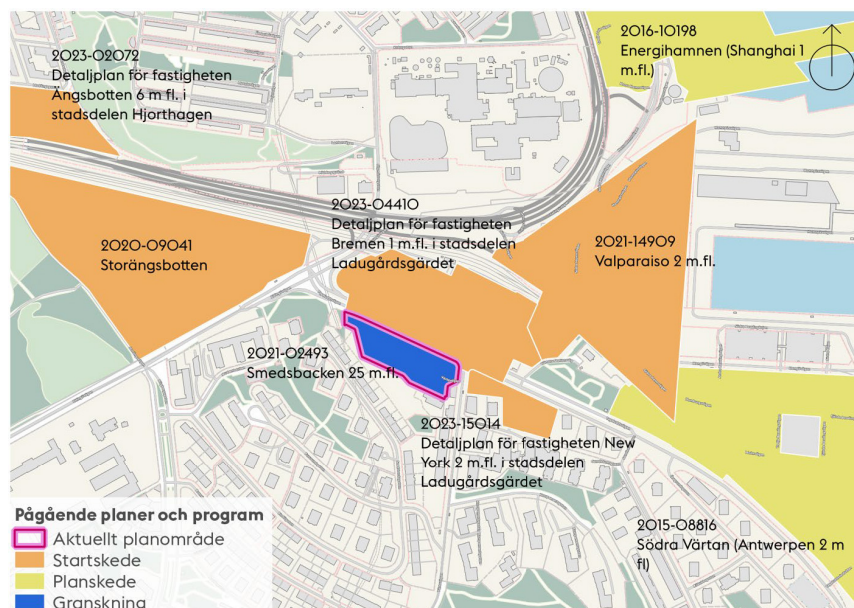 2023-02072
Detaljplan för fastigheten
Ängsbotten 6 m fl. i
stadsdelen Hjorthagen
2016-10198
Energihamnen (Shanghai 1
m.fl.)
2023-04410
Detaljplan för fastigheten
Bremen 1 m.fl. i stadsdelen
Ladugårdsgärdet
2020-09041
Storängsbotten
2021-14909
Valparaiso 2 m.fl.
2021-02493
Smedsbacken 25 m.fl.
2023-15014
Detaljplan för fastigheten New
York 2 m.fl. i stadsdelen
Ladugårdsgärdet
2015-08816
Södra Värtan (Antwerpen 2 m
fl)
Pågående planer och program
Aktuellt planområde
Startskede
Planskede
Granskning